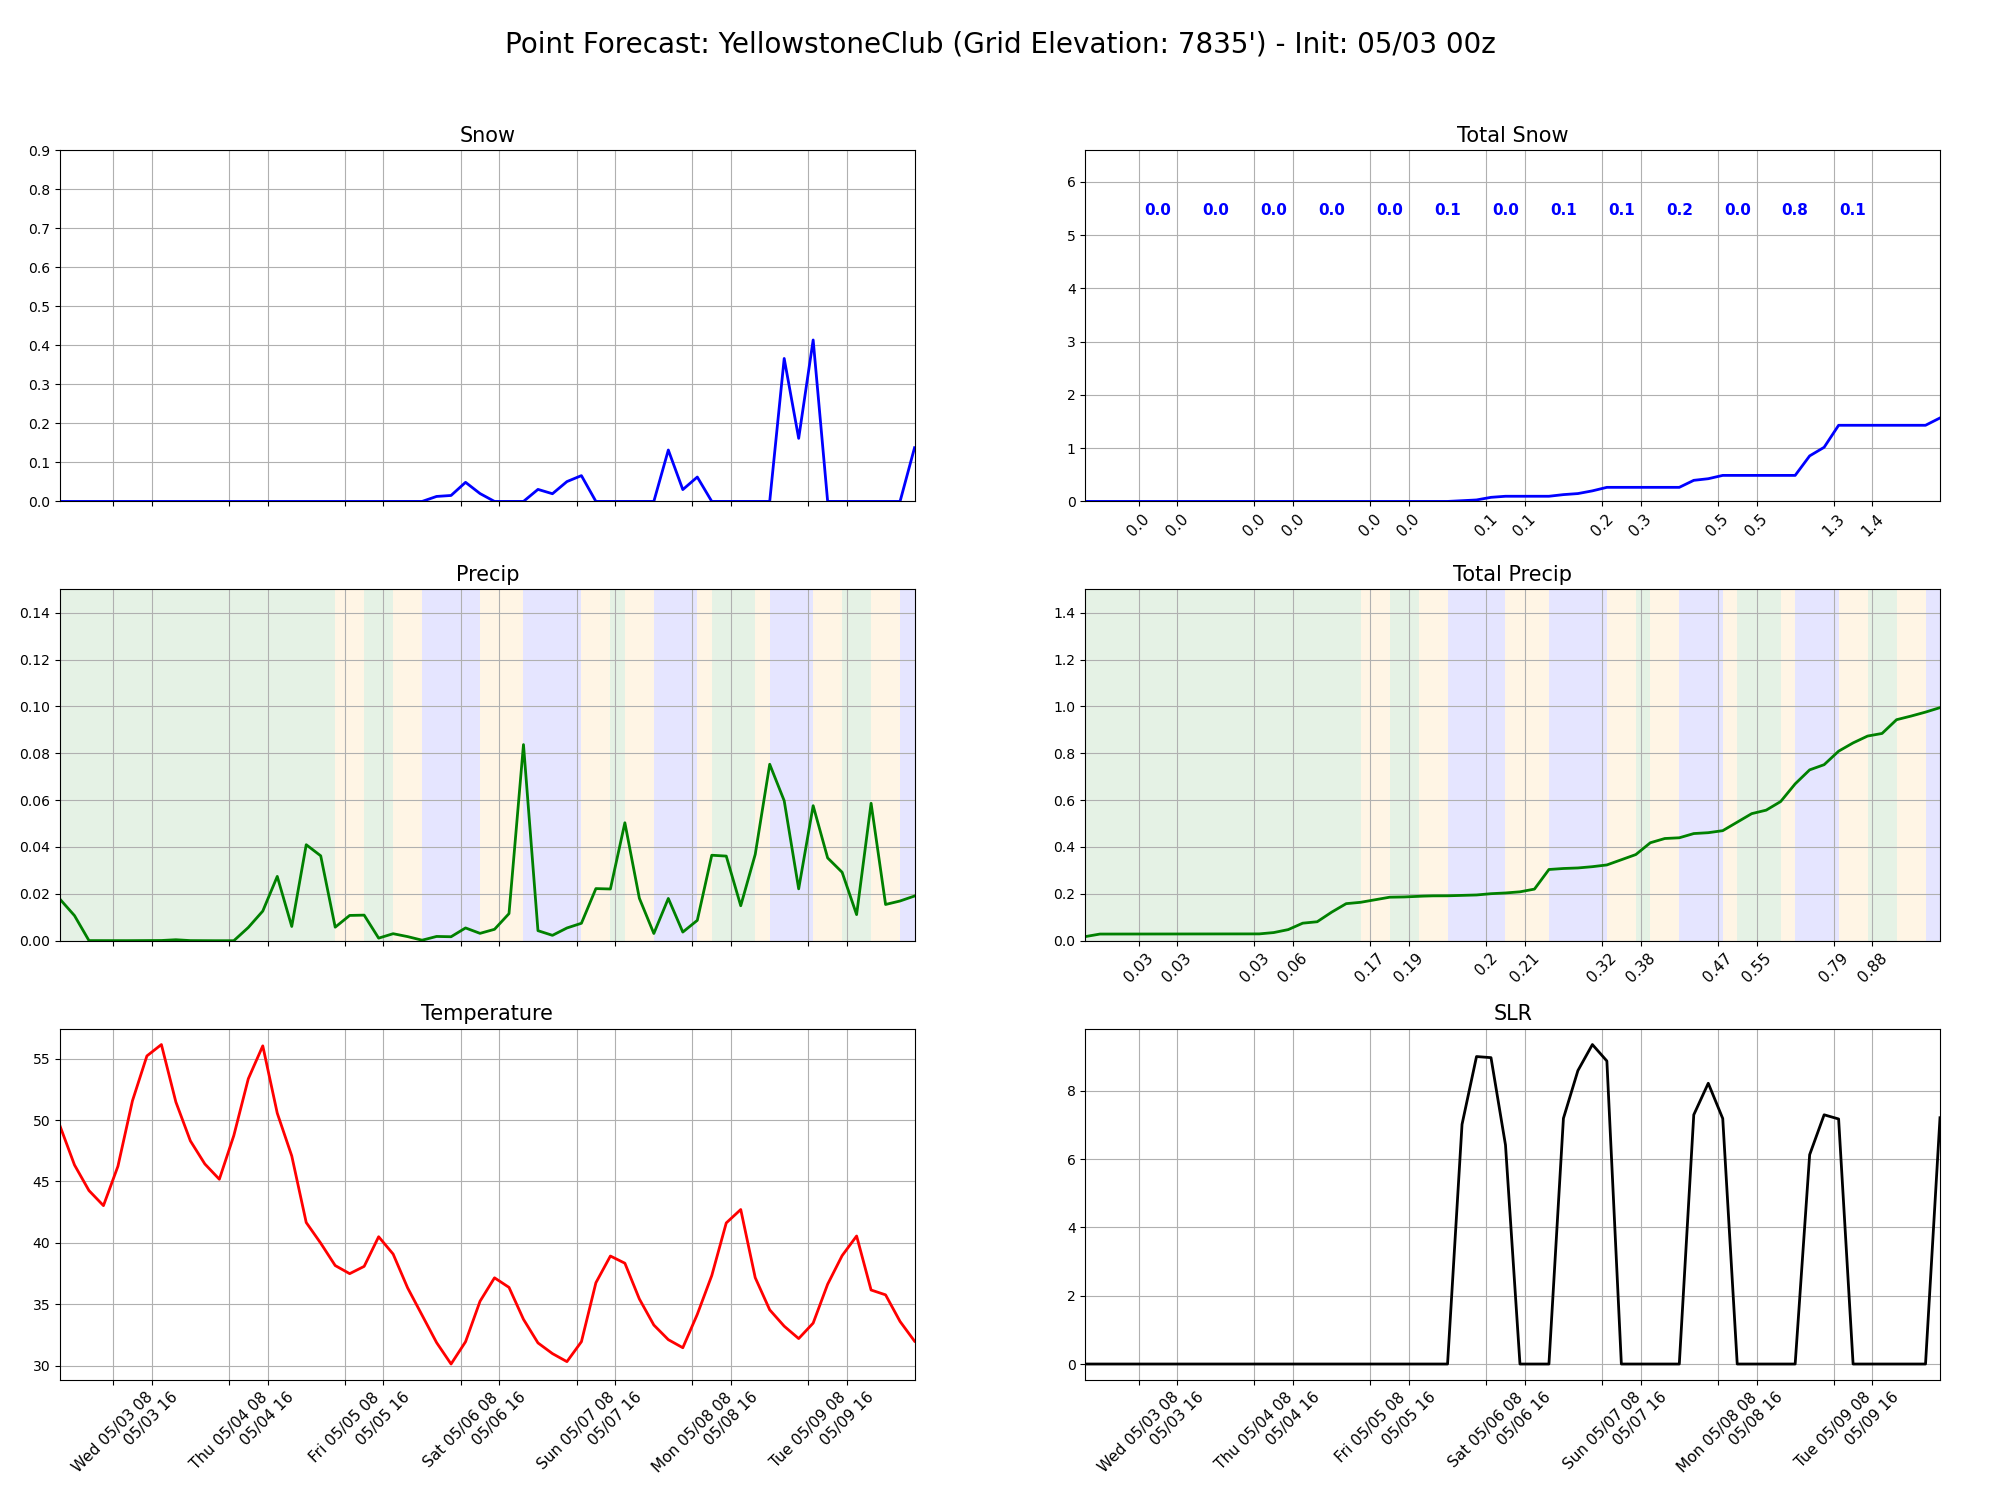 Point Forecast: YellowstoneClub (Grid Elevation: 7835') - Init: 05/03 00z
Snow
0.9
0.8
0.7
0.6
0.5
0.4
0.3
0.2
0.1
0.0
Total Snow
6
5
4
3
2
1
0
0.0 0.0 0.0 0.0 0.0 0.1 0.0 0.1 0.1 0.2 0.0 0.8 0.1
0.0 0.0 0.0 0.0 0.0 0.0 0.1 0.1 0.2 0.3 0.5 0.5 1.3 1.4
Precip
0.14
0.12
0.10
0.08
0.06
0.04
0.02
0.00
Total Precip
1.4
1.2
1.0
0.8
0.6
0.4
0.2
0.0
0.03 0.03 0.03 0.06 0.17 0.19 0.2 0.21 0.32 0.38 0.47 0.55 0.79 0.88
Temperature
55
50
45
40
35
30
Wed 05/03 08
05/03 16
Thu 05/04 08
05/04 16
Fri 05/05 08
05/05 16
Sat 05/06 08
05/06 16
Sun 05/07 08
05/07 16
Mon 05/08 08
05/08 16
Tue 05/09 08
05/09 16
SLR
8
6
4
2
0
Wed 05/03 08
05/03 16
Thu 05/04 08
05/04 16
Fri 05/05 08
05/05 16
Sat 05/06 08
05/06 16
Sun 05/07 08
05/07 16
Mon 05/08 08
05/08 16
Tue 05/09 08
05/09 16